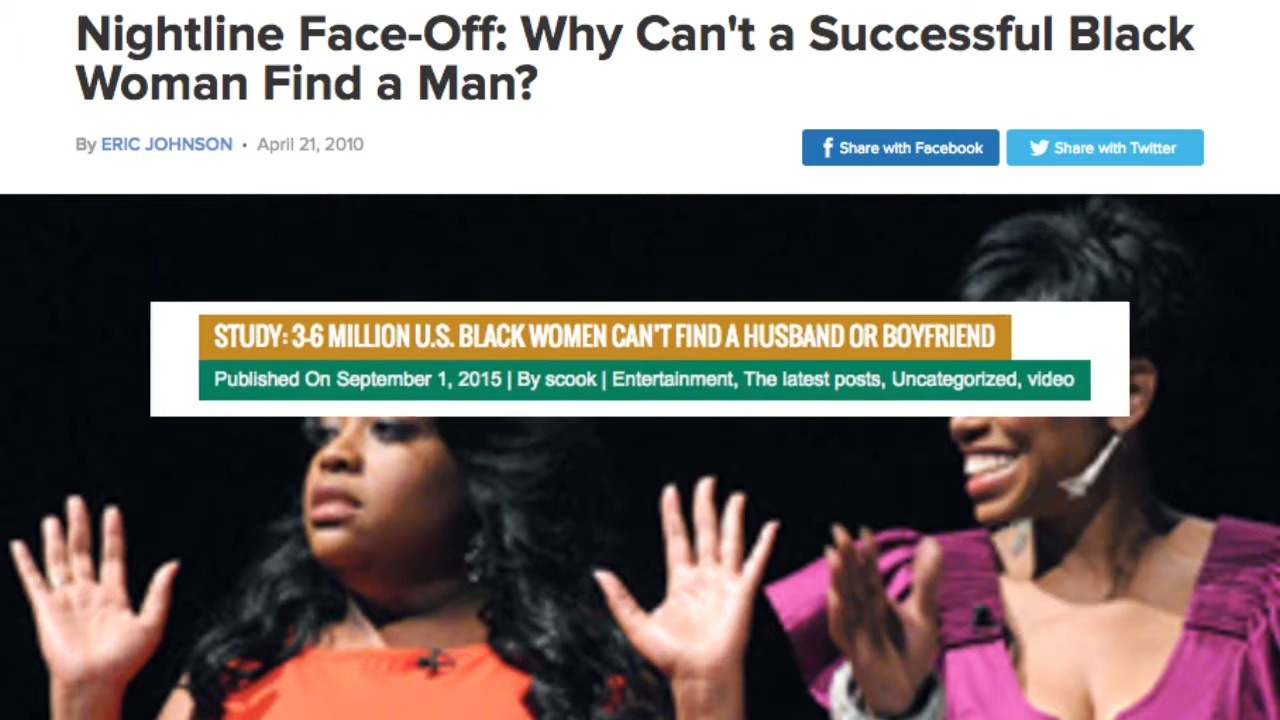 Nightline Face-Off: Why Can't a Successful Black
Woman Find a Man?
By ERIC JOHNSON • April 21, 2010
Share with Facebook
Share with Twitter
STUDY: 3-6 MILLION U.S. BLACK WOMEN CAN'T FIND A HUSBAND OR BOYFRIEND
Published On September 1, 2015 | By scook | Entertainment, The latest posts, Uncategorized, video